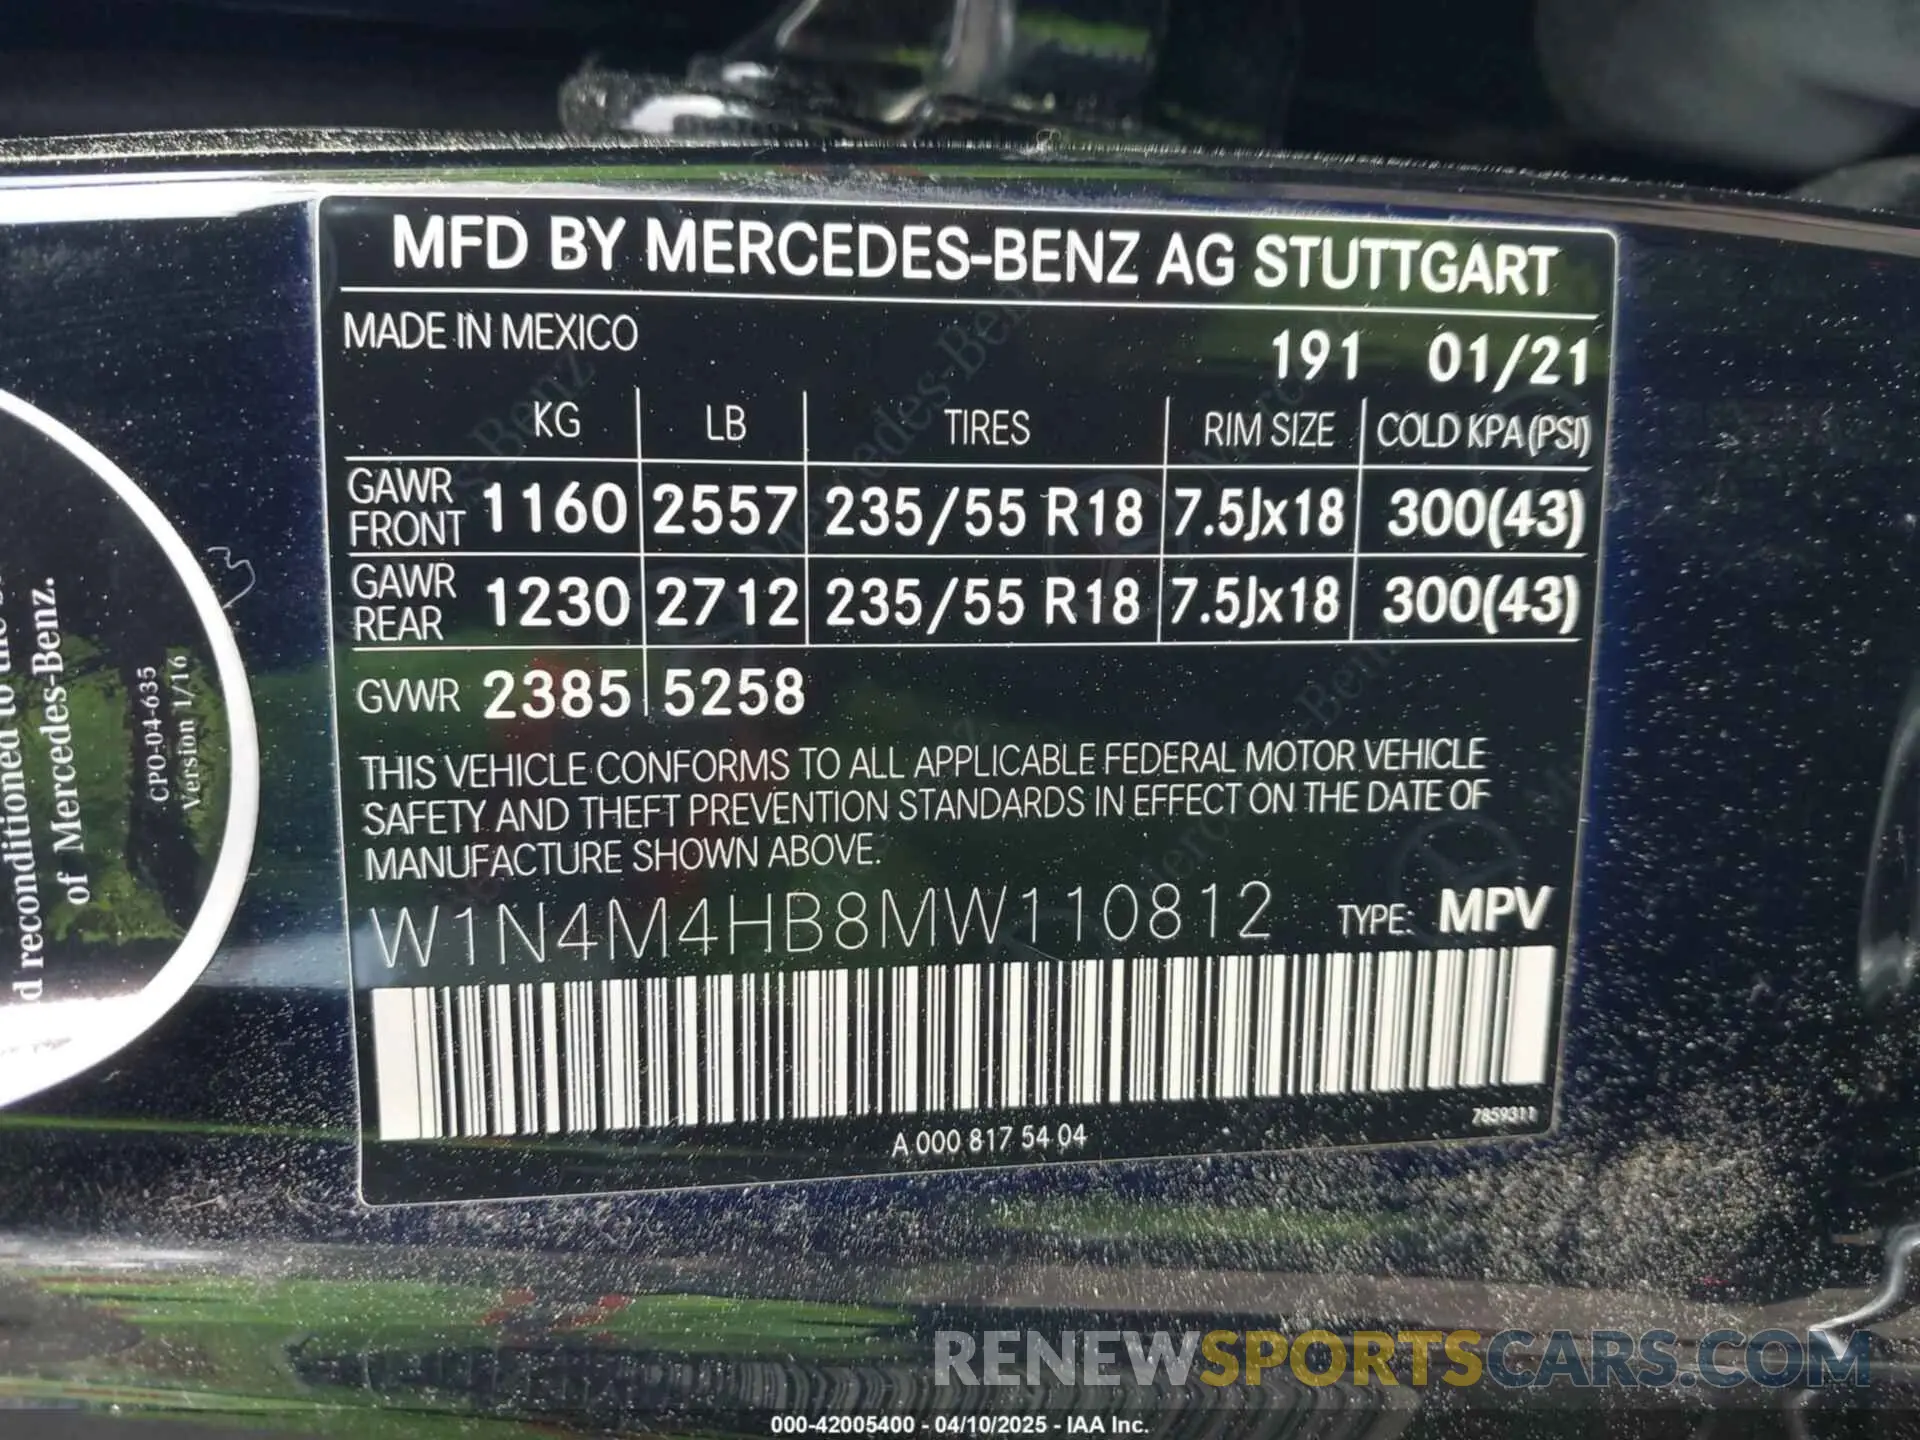 MFD BY MERCEDES-BENZ AG STUTTGART
MADE IN MEXICO
191 01/21
KG LB TIRES RIM SIZE COLD KPA (PSI)
GAWR FRONT 1160 2557 235/55 R18 7.5Jx18 300(43)
GAWR REAR 1230 2712 235/55 R18 7.5Jx18 300(43)
GVWR 2385 5258
THIS VEHICLE CONFORMS TO ALL APPLICABLE FEDERAL MOTOR VEHICLE
SAFETY AND THEFT PREVENTION STANDARDS IN EFFECT ON THE DATE OF
MANUFACTURE SHOWN ABOVE.
W1N4M4HB8MW110812 TYPE: MPV
7859311
A 000 817 54 04
d reconditioned to the
of Mercedes-Benz.
CPO-04-635
Version 1/16
RENEWSPORTSCARS.COM
000-42005400 - 04/10/2025 - IAA Inc.